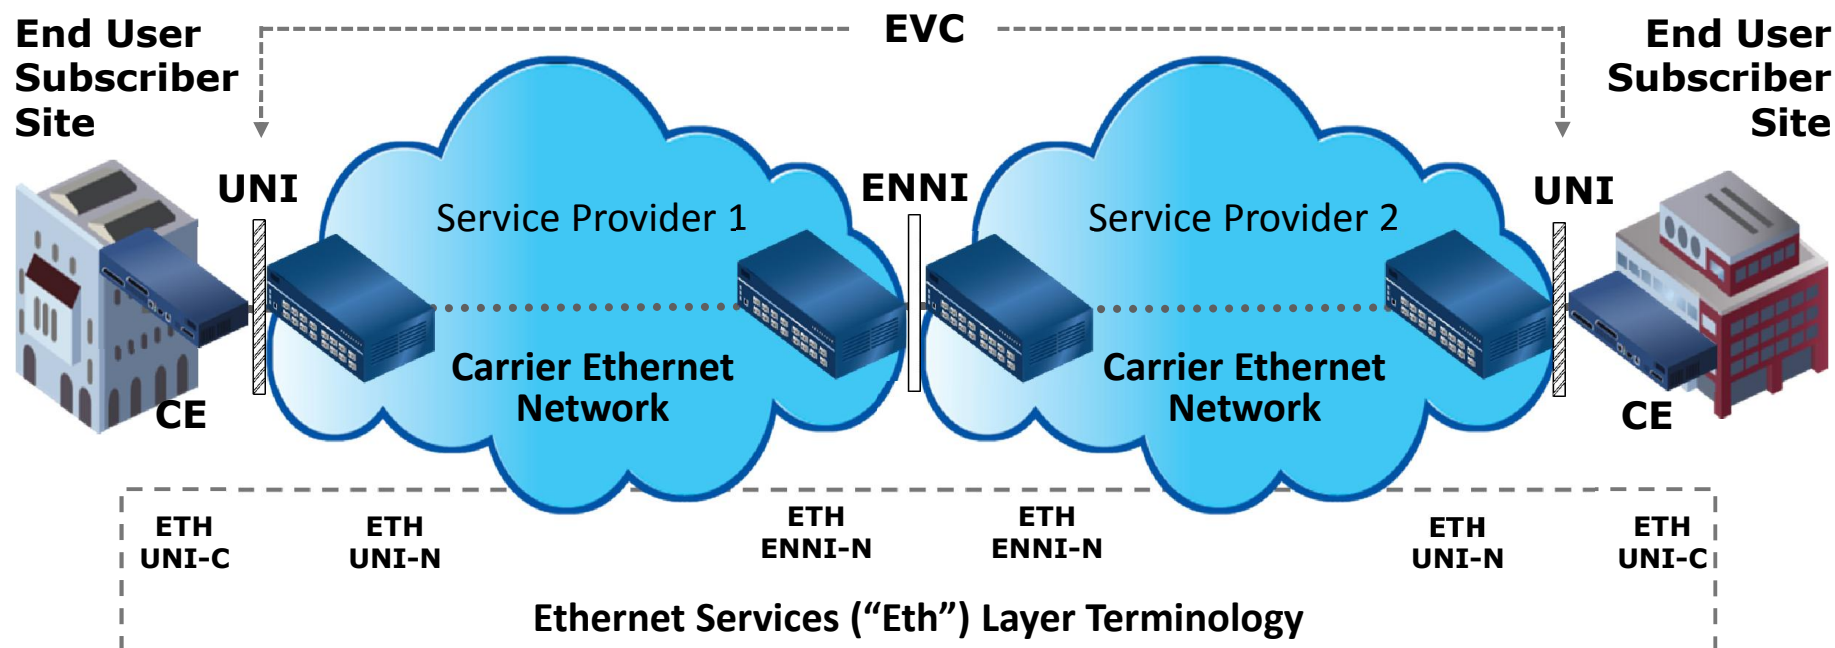 EVC
End User
Subscriber
Site
End User
Subscriber
Site
UNI
ENNI
UNI
Service Provider 1
Service Provider 2
Carrier Ethernet
Network
Carrier Ethernet
Network
CE
CE
ETH
UNI-C
ETH
UNI-N
ETH
ENNI-N
ETH
ENNI-N
ETH
UNI-N
ETH
UNI-C
Ethernet Services (“Eth”) Layer Terminology